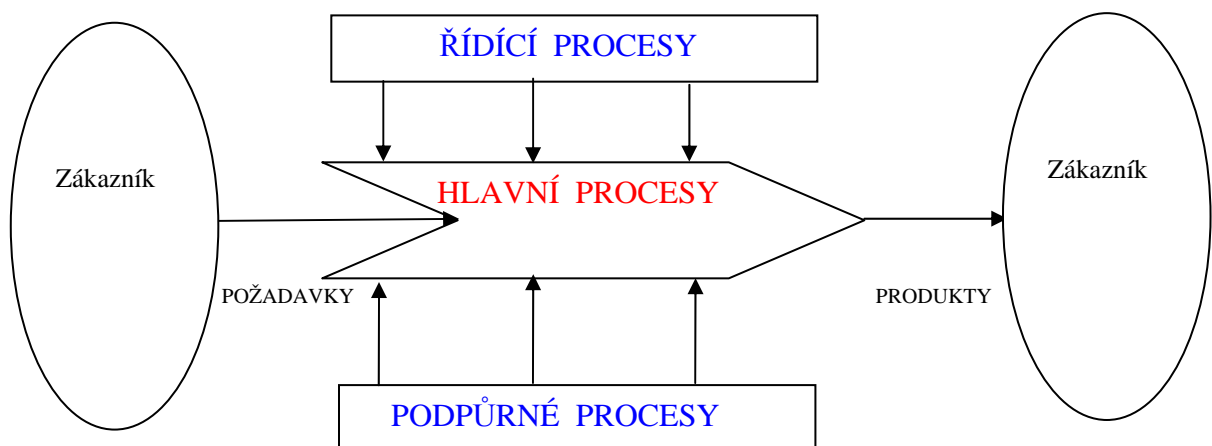 ŘÍDÍCÍ PROCESY
Zákazník
HLAVNÍ PROCESY
Zákazník
POŽADAVKY
PRODUKTY
PODPŮRNÉ PROCESY